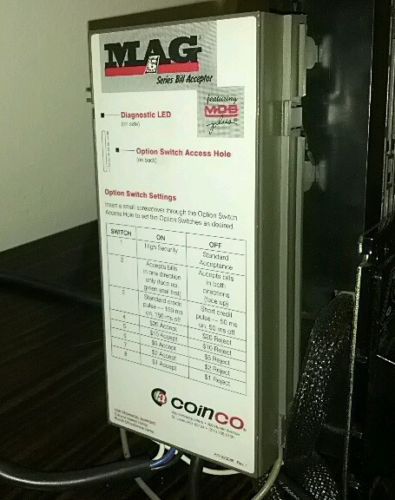 MAG
Series Bill Acceptor
featuring
MDB
plus
Diagnostic LED
(on side)
Option Switch Access Hole
(on back)
Option Switch Settings
Insert a small screwdriver through the Option Switch
Access Hole to set the Option Switches as desired.
SWITCH ON OFF
1 High Security Standard Acceptance
2 Accepts bills in one direction only (face up, green seal first) Accepts bills in both directions (face up)
3 Standard credit pulse — 150 ms on, 150 ms off Short credit pulse — 50 ms on, 50 ms off
4 $20 Accept $20 Reject
5 $10 Accept $10 Reject
6 $5 Accept $5 Reject
7 $2 Accept $2 Reject
8 $1 Accept $1 Reject
COINCO